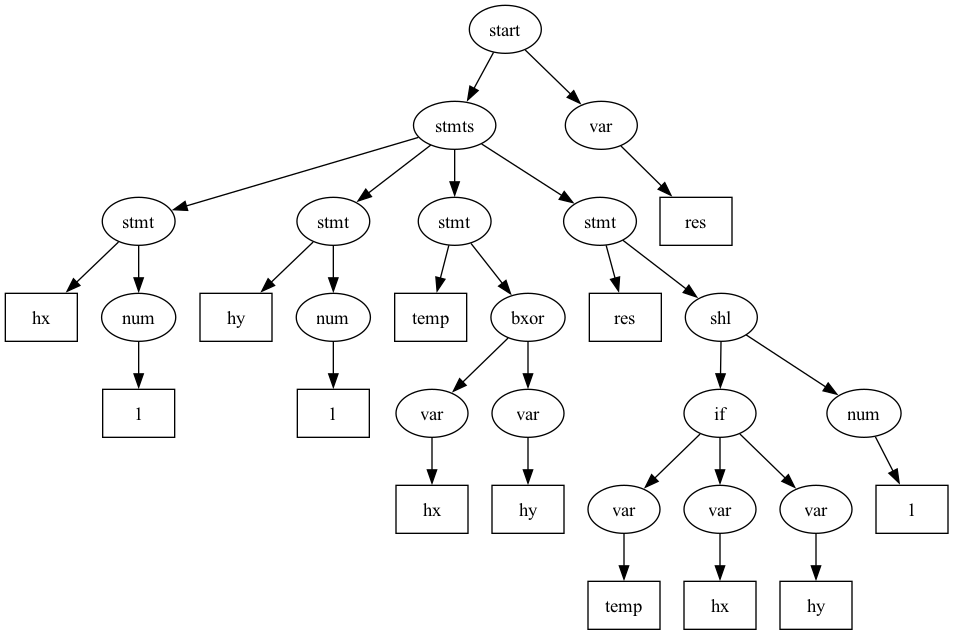 start
stmts var
stmt stmt stmt stmt res
hx num hy num temp bxor res shl
1 1 var var if num
hx hy var var var 1
temp hx hy